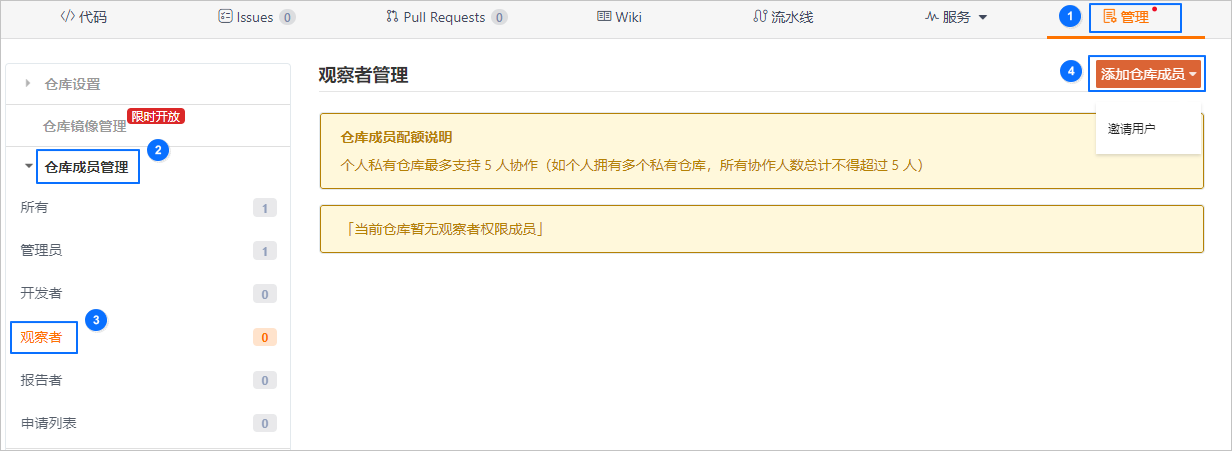 代码 Issues 0 Pull Requests 0 Wiki 流水线 服务 1 管理
仓库设置
仓库镜像管理 限时开放
2
仓库成员管理
所有 1
管理员 1
开发者 0
3
观察者 0
报告者 0
申请列表 0
观察者管理
4 添加仓库成员
邀请用户
仓库成员配额说明
个人私有仓库最多支持 5 人协作（如个人拥有多个私有仓库，所有协作人数总计不得超过 5 人）
「当前仓库暂无观察者权限成员」